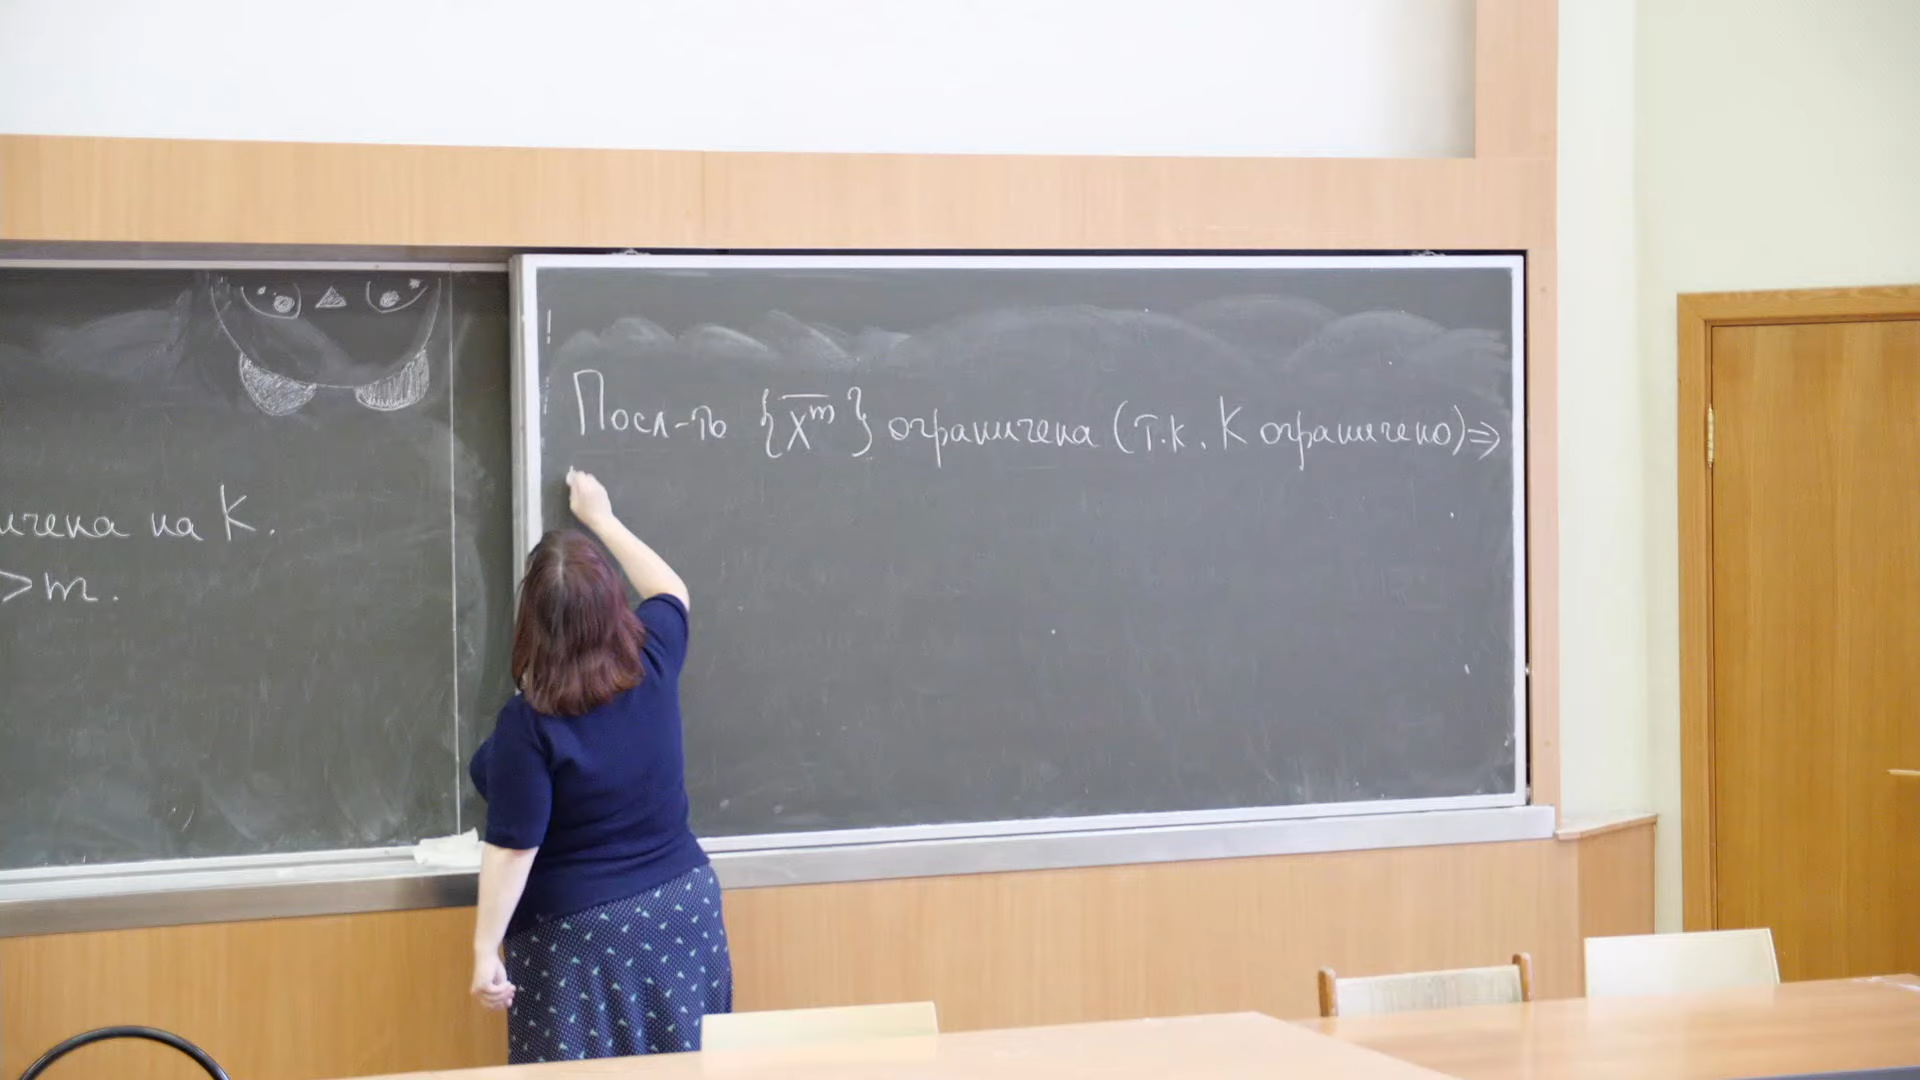 ичена на K.
>m.
Посл-ть {x̅ᵐ} ограничена (т.к. K ограничено) ⇒